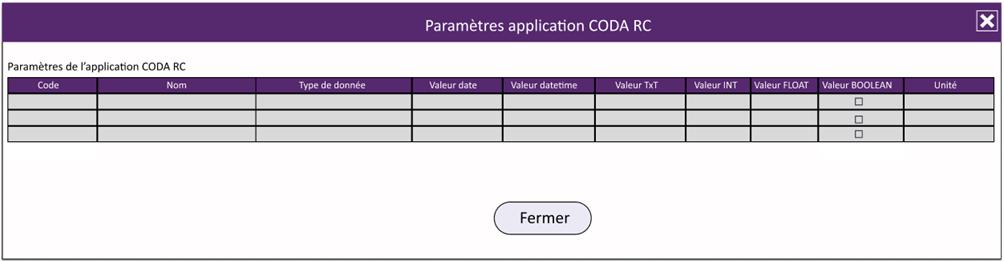 Paramètres application CODA RC
Paramètres de l'application CODA RC
Code Nom Type de donnée Valeur date Valeur datetime Valeur TxT Valeur INT Valeur FLOAT Valeur BOOLEAN Unité
Fermer